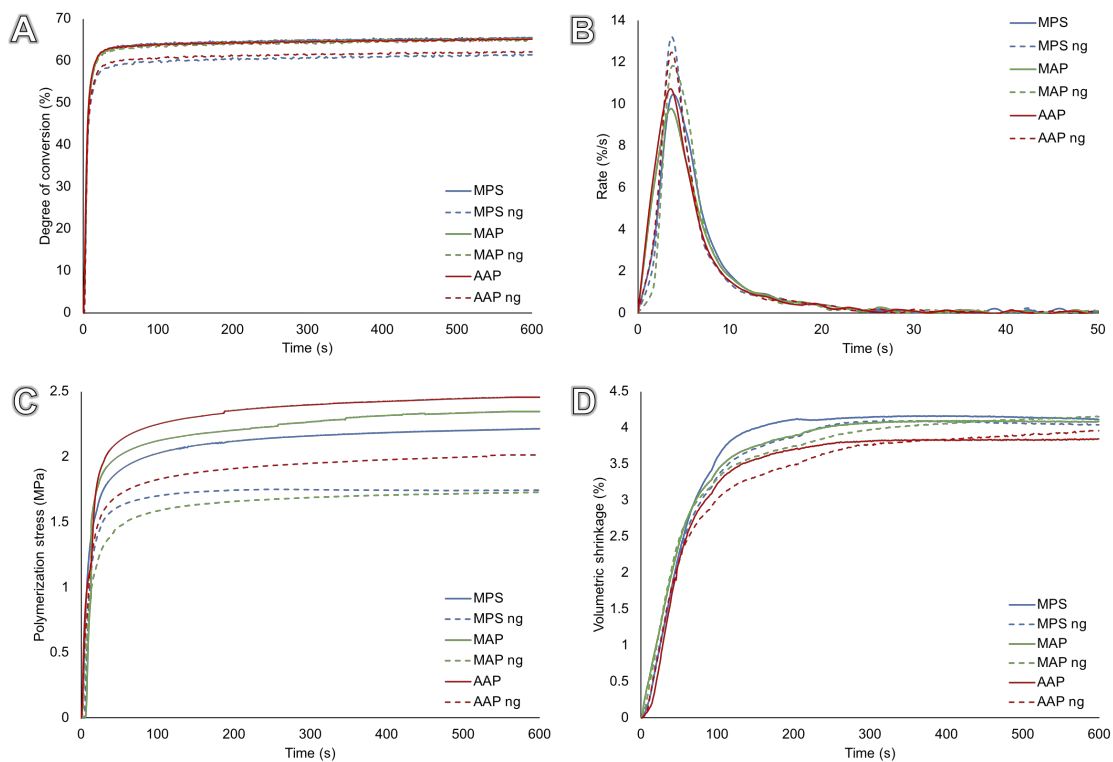 A
70
60
50
40
30
20
10
0
Degree of conversion (%)
0 100 200 300 400 500 600
Time (s)
MPS
MPS ng
MAP
MAP ng
AAP
AAP ng
B
14
12
10
8
6
4
2
0
Rate (%/s)
0 10 20 30 40 50
Time (s)
MPS
MPS ng
MAP
MAP ng
AAP
AAP ng
C
2.5
2
1.5
1
0.5
0
Polymerization stress (MPa)
0 100 200 300 400 500 600
Time (s)
MPS
MPS ng
MAP
MAP ng
AAP
AAP ng
D
4.5
4
3.5
3
2.5
2
1.5
1
0.5
0
Volumetric shrinkage (%)
0 100 200 300 400 500 600
Time (s)
MPS
MPS ng
MAP
MAP ng
AAP
AAP ng